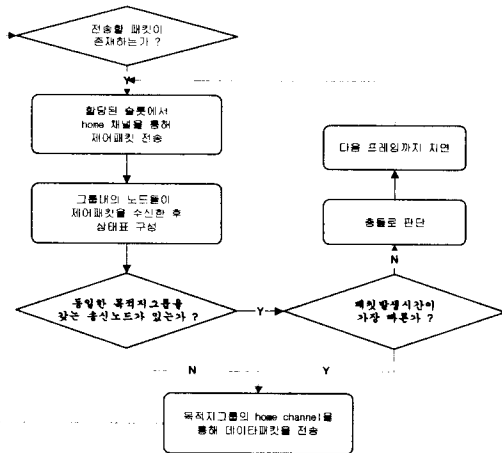 전송할 패킷이
존재하는가 ?
Y
할당된 슬롯에서
home 채널을 통해
제어패킷 전송
다음 프레임까지 지연
그룹내의 노드들이
제어패킷을 수신한 후
상태표 구성
충돌로 판단
N
동일한 목적지그룹을
갖는 송신노드가 있는가 ?
Y
패킷발생시간이
가장 빠른가 ?
N
Y
목적지그룹의 home channel을
통해 데이타패킷을 전송